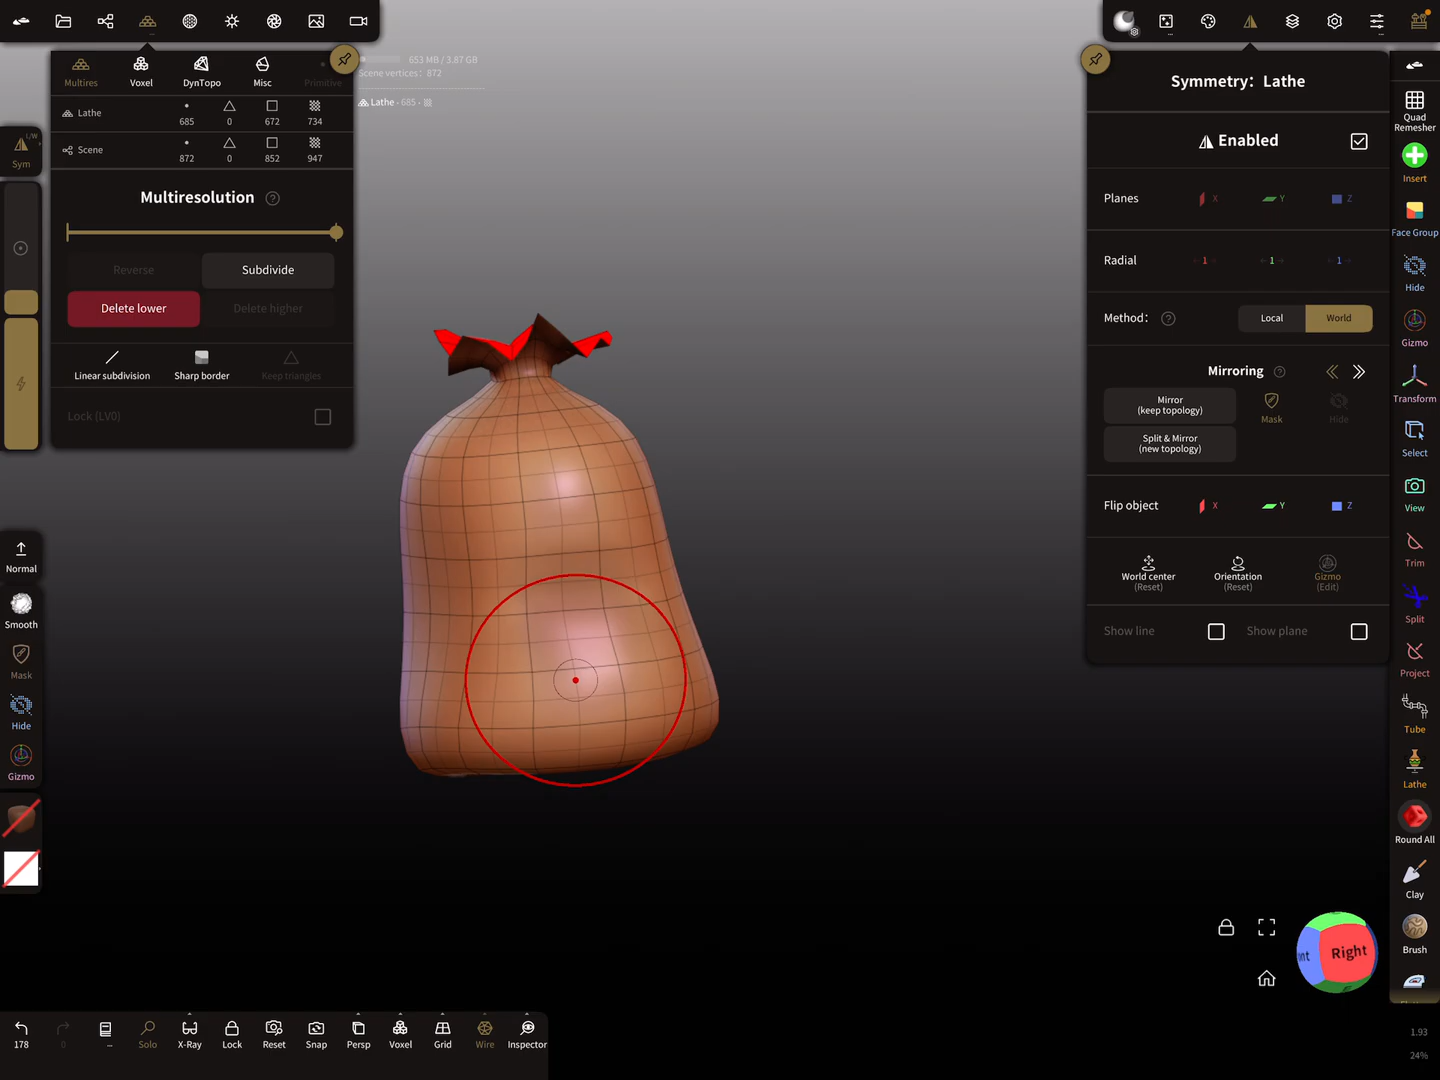 653 MB / 3.87 GB
Scene vertices: 872
Lathe • 685 •
Multires
Voxel
DynTopo
Misc
Primitive
Lathe
685
0
672
734
Scene
872
0
852
947
Multiresolution
Reverse
Subdivide
Delete lower
Delete higher
Linear subdivision
Sharp border
Keep triangles
Lock (LV0)
L/W
Sym
Normal
Smooth
Mask
Hide
Gizmo
Symmetry: Lathe
Enabled
Planes
X
Y
Z
Radial
1
1
1
Method:
Local
World
Mirroring
Mirror
(keep topology)
Mask
Hide
Split & Mirror
(new topology)
Flip object
X
Y
Z
World center
(Reset)
Orientation
(Reset)
Gizmo
(Edit)
Show line
Show plane
Quad
Remesher
Insert
Face Group
Hide
Gizmo
Transform
Select
View
Trim
Split
Project
Tube
Lathe
Round All
Clay
Brush
Right
178
0
...
Solo
X-Ray
Lock
Reset
Snap
Persp
Voxel
Grid
Wire
Inspector
1.93
24%